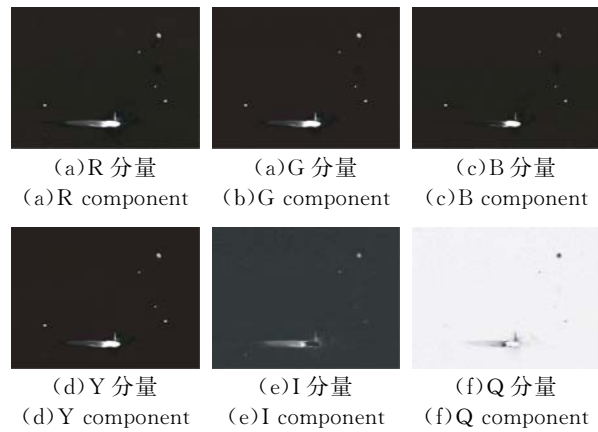 (a)R 分量 (a)G 分量 (c)B 分量
(a)R component (b)G component (c)B component
(d)Y 分量 (e)I 分量 (f)Q 分量
(d)Y component (e)I component (f)Q component